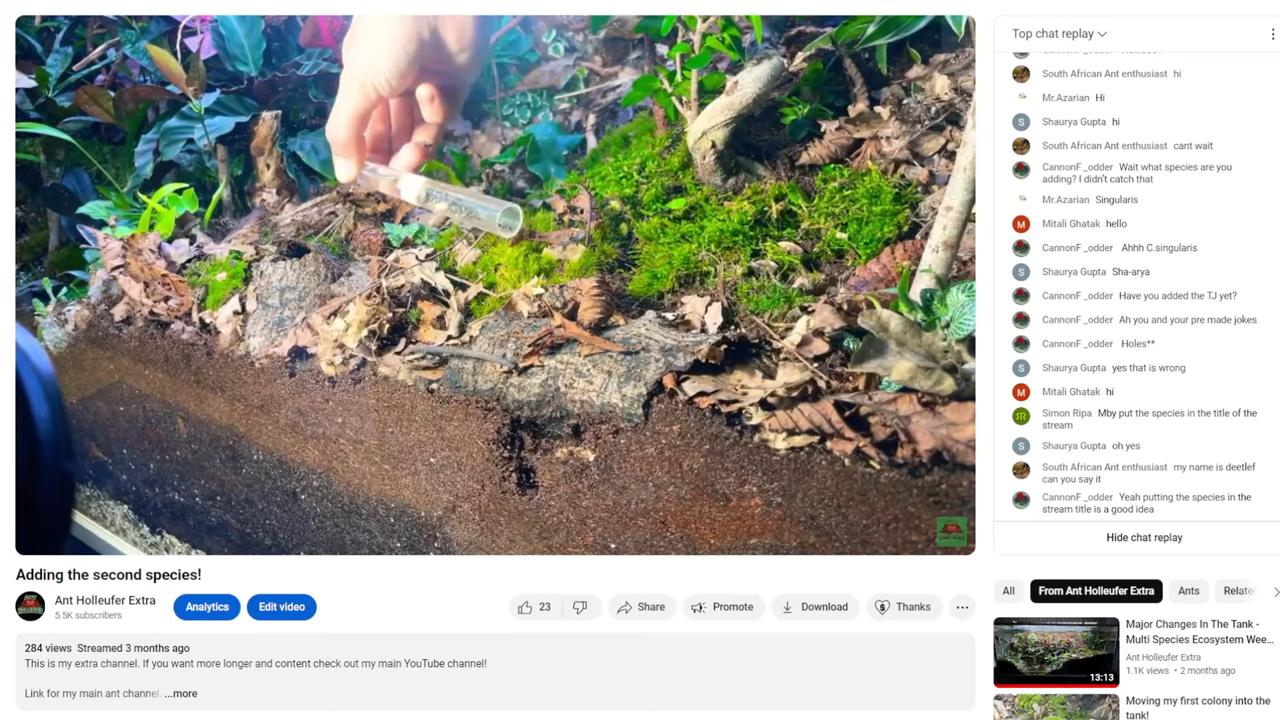 Top chat replay
South African Ant enthusiast hi
Mr.Azarian Hi
S Shaurya Gupta hi
South African Ant enthusiast cant wait
CannonF_odder Wait what species are you
adding? I didn't catch that
Mr.Azarian Singularis
M Mitali Ghatak hello
CannonF_odder Ahhh C.singularis
S Shaurya Gupta Sha-arya
CannonF_odder Have you added the TJ yet?
CannonF_odder Ah you and your pre made jokes
CannonF_odder Holes**
S Shaurya Gupta yes that is wrong
M Mitali Ghatak hi
SR Simon Ripa Mby put the species in the title of the
stream
S Shaurya Gupta oh yes
South African Ant enthusiast my name is deetlef
can you say it
CannonF_odder Yeah putting the species in the
stream title is a good idea
Hide chat replay
Adding the second species!
Ant Holleufer Extra
5.5K subscribers
Analytics
Edit video
23
Share
Promote
Download
Thanks
284 views Streamed 3 months ago
This is my extra channel. If you want more longer and content check out my main YouTube channel!
Link for my main ant channel: ...more
All
From Ant Holleufer Extra
Ants
Relate
13:13
Major Changes In The Tank -
Multi Species Ecosystem Wee...
Ant Holleufer Extra
1.1K views • 2 months ago
Moving my first colony into the
tank!